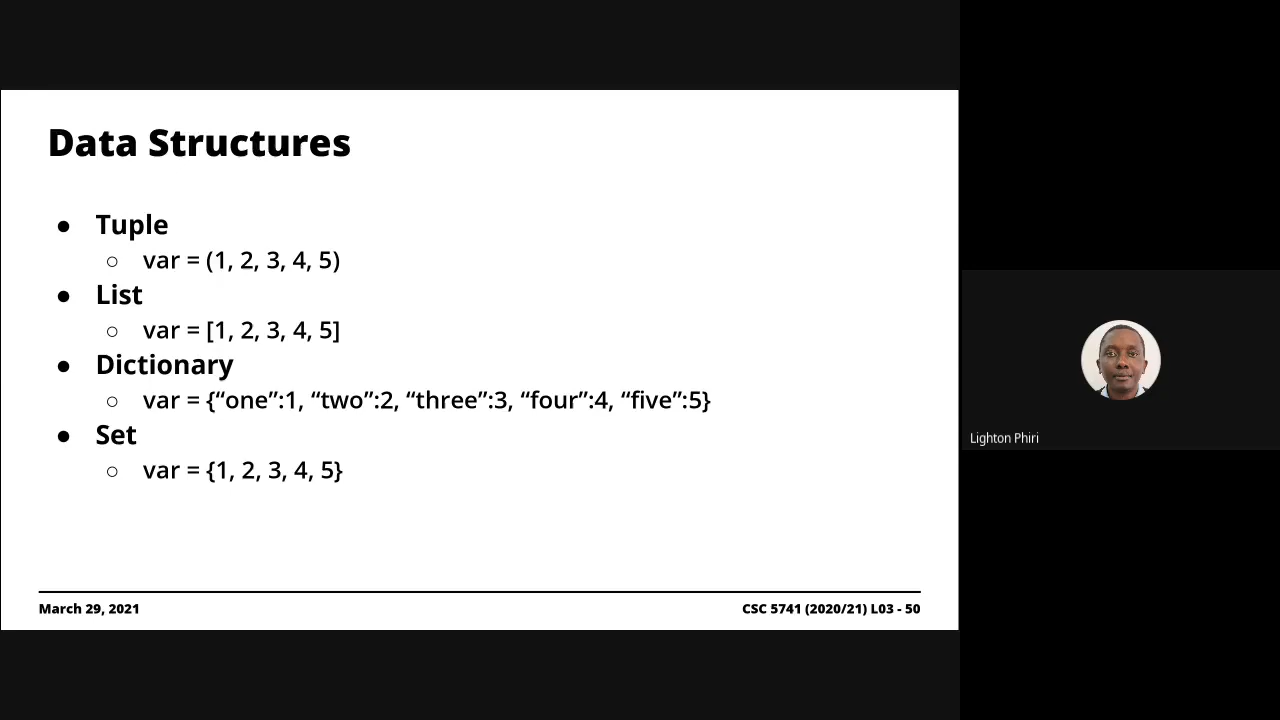 Data Structures
● Tuple
○ var = (1, 2, 3, 4, 5)
● List
○ var = [1, 2, 3, 4, 5]
● Dictionary
○ var = {“one”:1, “two”:2, “three”:3, “four”:4, “five”:5}
● Set
○ var = {1, 2, 3, 4, 5}
March 29, 2021
CSC 5741 (2020/21) L03 - 50
Lighton Phiri